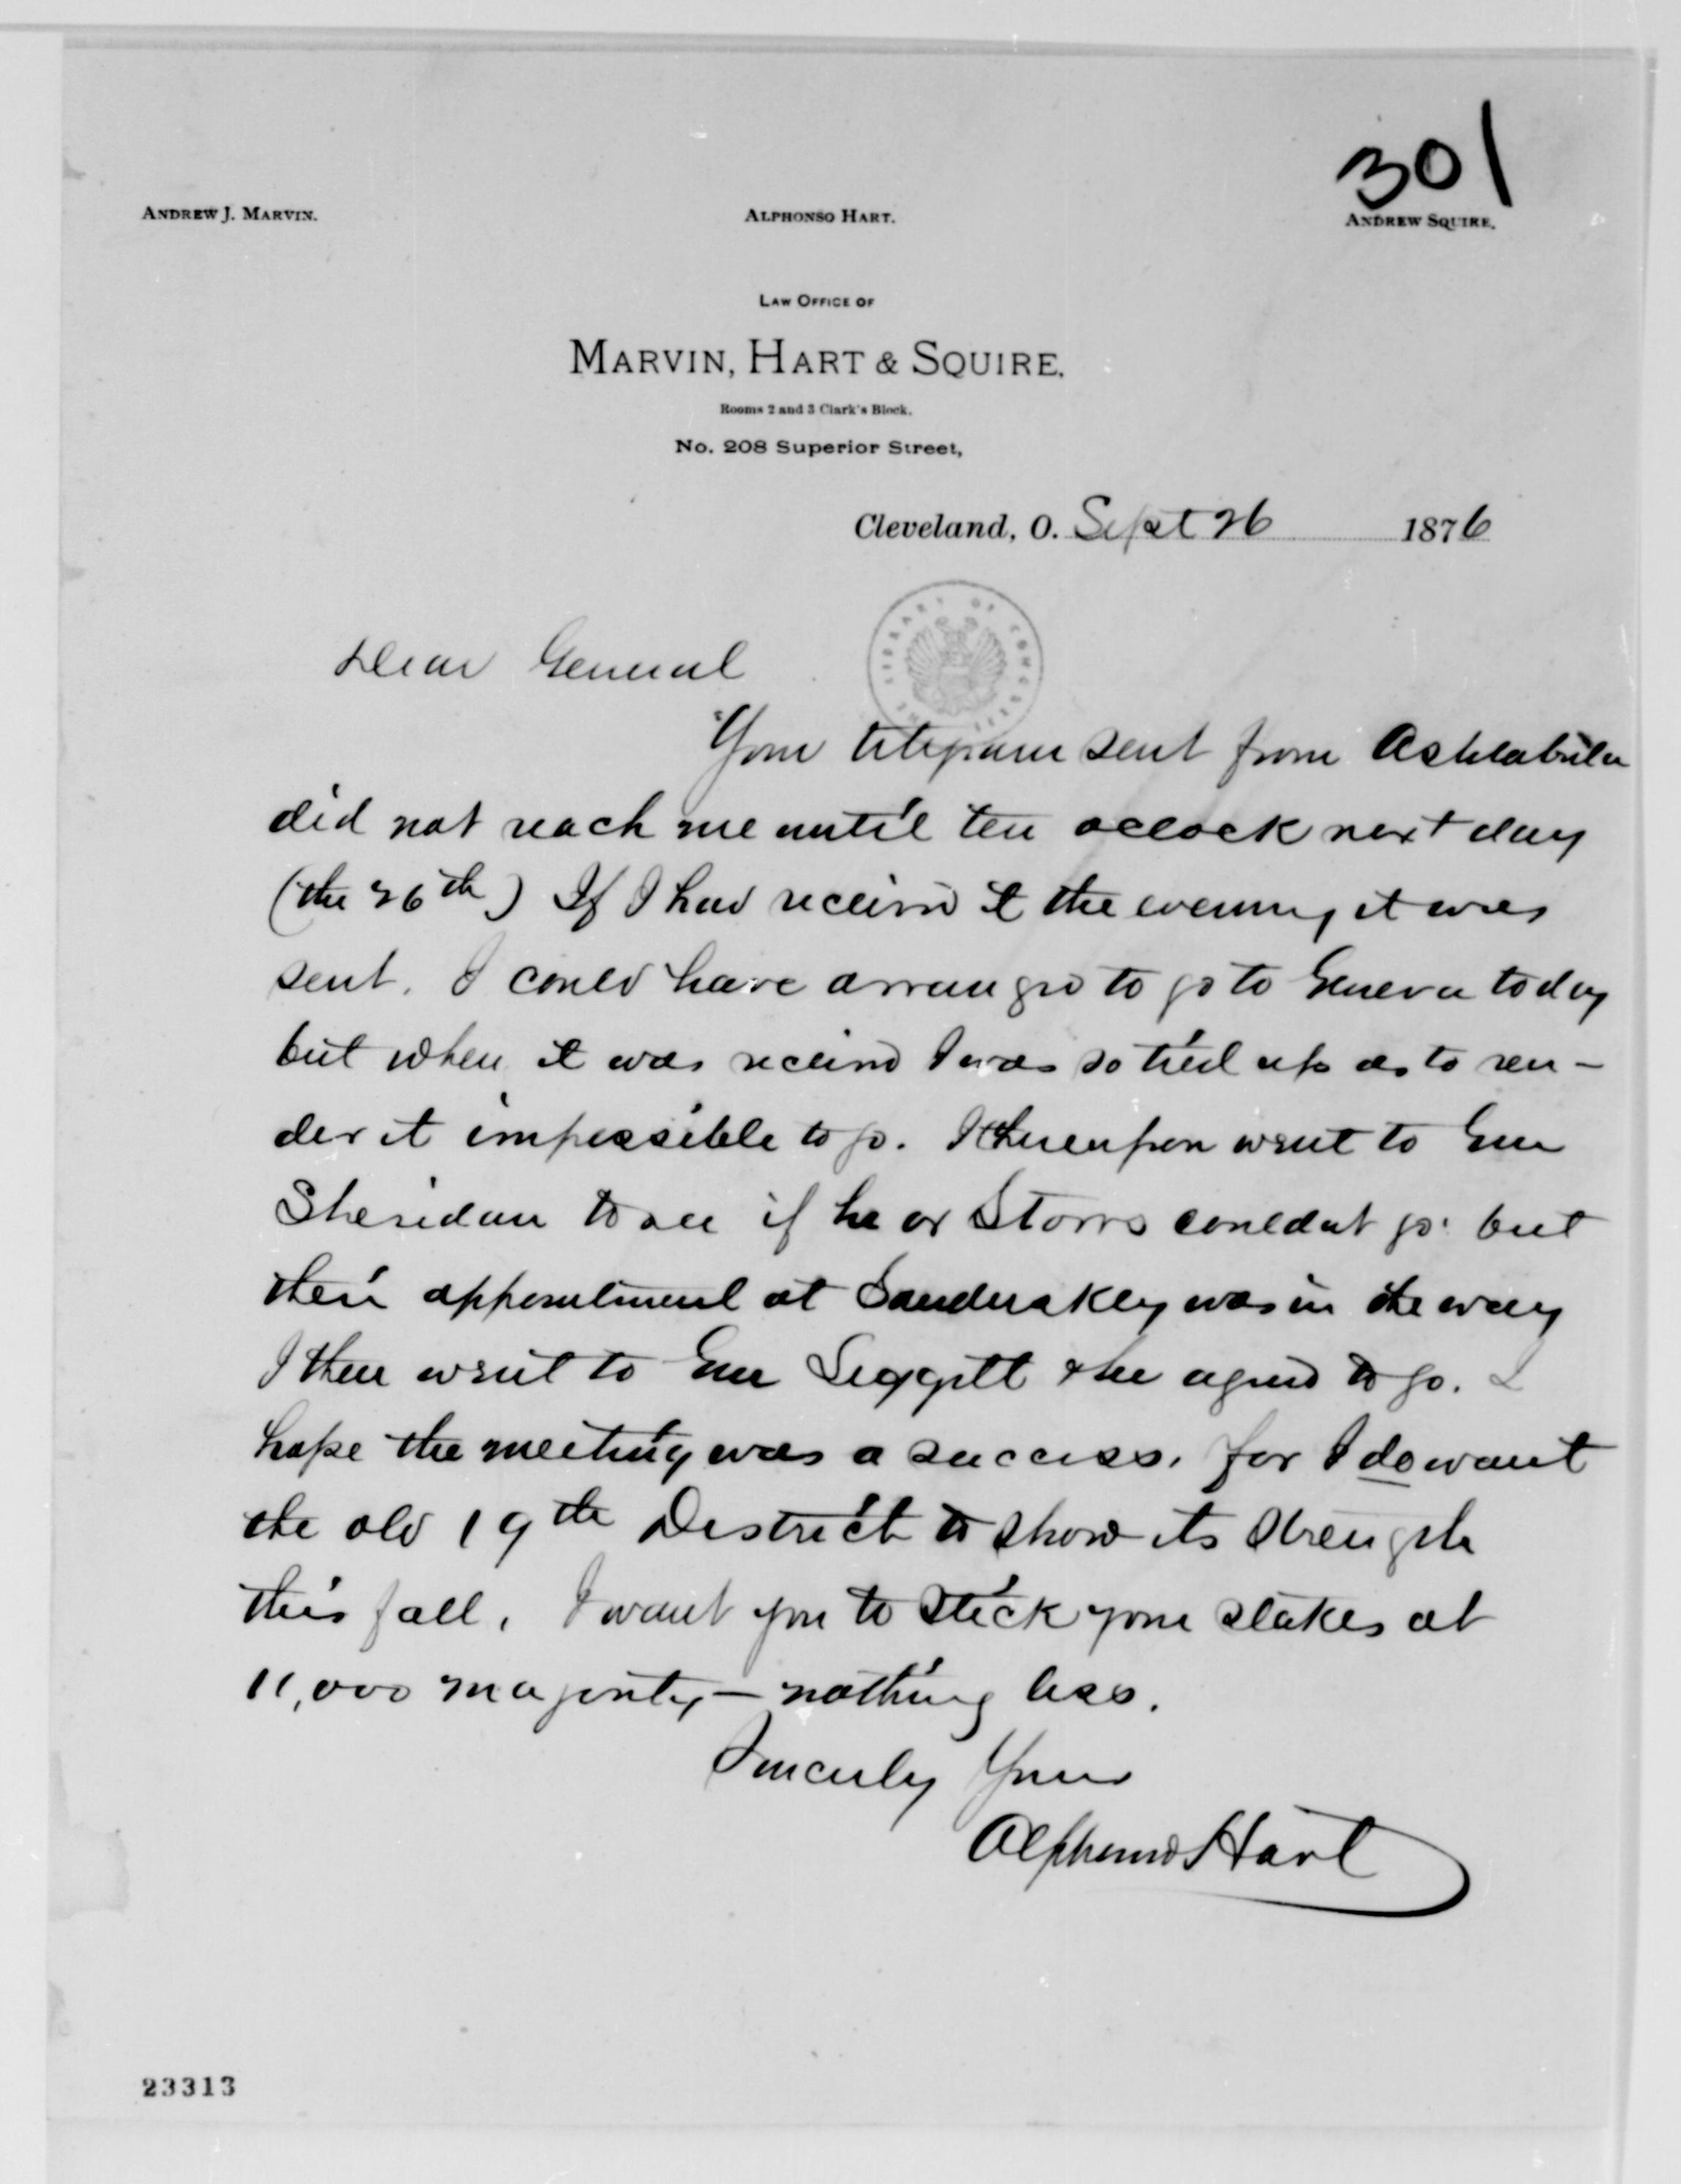 301
ANDREW J. MARVIN. ALPHONSO HART. ANDREW SQUIRE.
LAW OFFICE OF
MARVIN, HART & SQUIRE.
Rooms 2 and 3 Clark's Block.
No. 208 Superior Street,
Cleveland, O. Sept 26 1876
LIBRARY OF CONGRESS
Dear General
Your telegram sent from Ashtabula
did not reach me until ten oclock next day
(the 26th) If I had received it the evening it was
sent. I could have arranged to go to Geneva today
but when it was received I was so tied up as to ren-
der it impossible to go. I thereupon went to Gen
Sheridan to see if he or Storrs couldnt go. but
their appointment at Sandusky was in the way
I then went to Gen Leggett & he agreed to go. I
hope the meeting was a success. for I do want
the old 19th District to show its strength
this fall. I want you to stick your stakes at
11,000 majority — nothing less.
Sincerely Yours
Alphonso Hart
23313